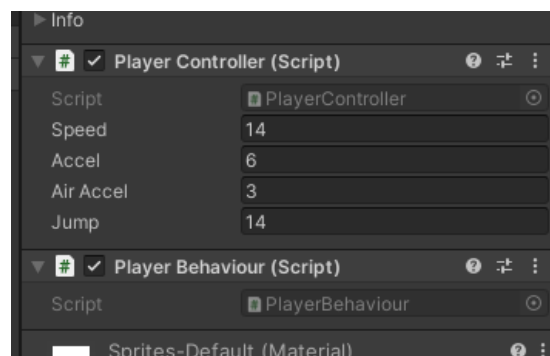 Info
Player Controller (Script)
Script PlayerController
Speed 14
Accel 6
Air Accel 3
Jump 14
Player Behaviour (Script)
Script PlayerBehaviour
Sprites-Default (Material)